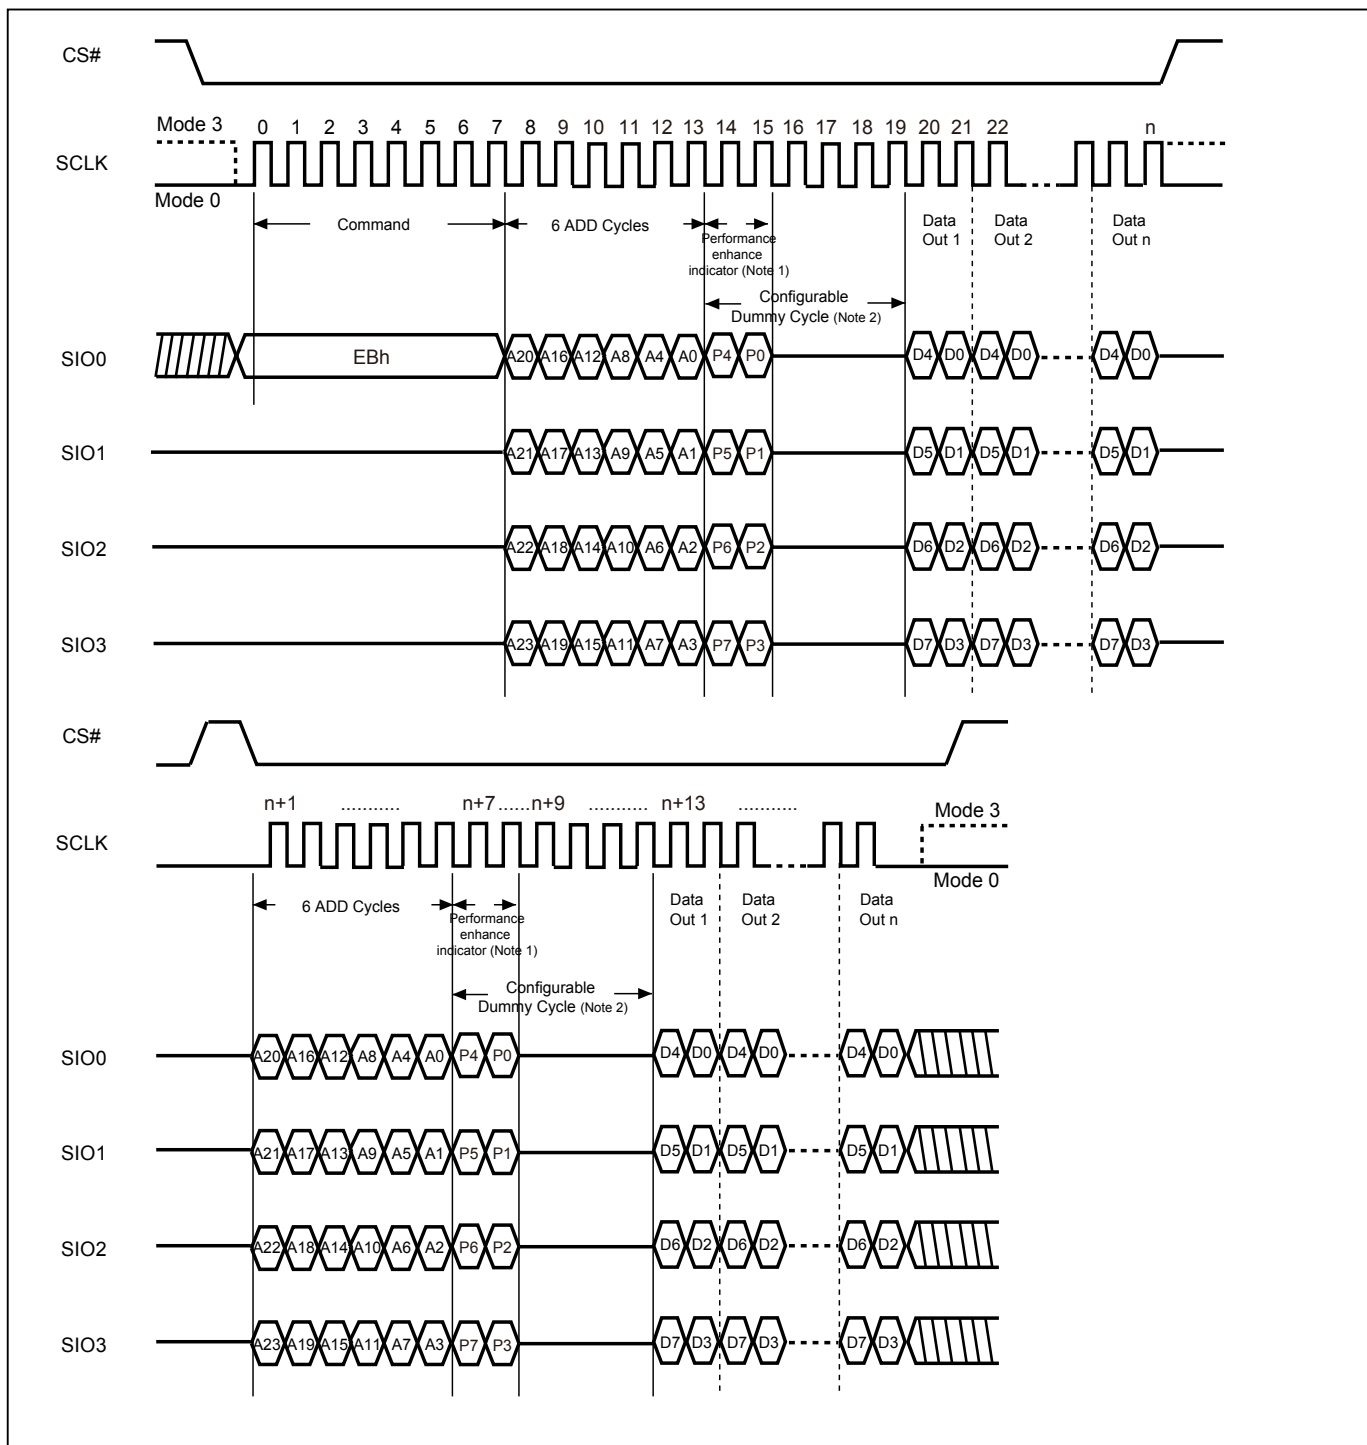 CS#
Mode 3
0 1 2 3 4 5 6 7 8 9 10 11 12 13 14 15 16 17 18 19 20 21 22 n
SCLK
Mode 0
Command
6 ADD Cycles
Performance
enhance
indicator (Note 1)
Data
Out 1
Data
Out 2
Data
Out n
Configurable
Dummy Cycle (Note 2)
SIO0 EBh A20 A16 A12 A8 A4 A0 P4 P0 D4 D0 D4 D0 D4 D0
SIO1 A21 A17 A13 A9 A5 A1 P5 P1 D5 D1 D5 D1 D5 D1
SIO2 A22 A18 A14 A10 A6 A2 P6 P2 D6 D2 D6 D2 D6 D2
SIO3 A23 A19 A15 A11 A7 A3 P7 P3 D7 D3 D7 D3 D7 D3
CS#
n+1 ........... n+7 ......n+9 ........... n+13 ...........
Mode 3
SCLK
Mode 0
6 ADD Cycles
Performance
enhance
indicator (Note 1)
Data
Out 1
Data
Out 2
Data
Out n
Configurable
Dummy Cycle (Note 2)
SIO0 A20 A16 A12 A8 A4 A0 P4 P0 D4 D0 D4 D0 D4 D0
SIO1 A21 A17 A13 A9 A5 A1 P5 P1 D5 D1 D5 D1 D5 D1
SIO2 A22 A18 A14 A10 A6 A2 P6 P2 D6 D2 D6 D2 D6 D2
SIO3 A23 A19 A15 A11 A7 A3 P7 P3 D7 D3 D7 D3 D7 D3